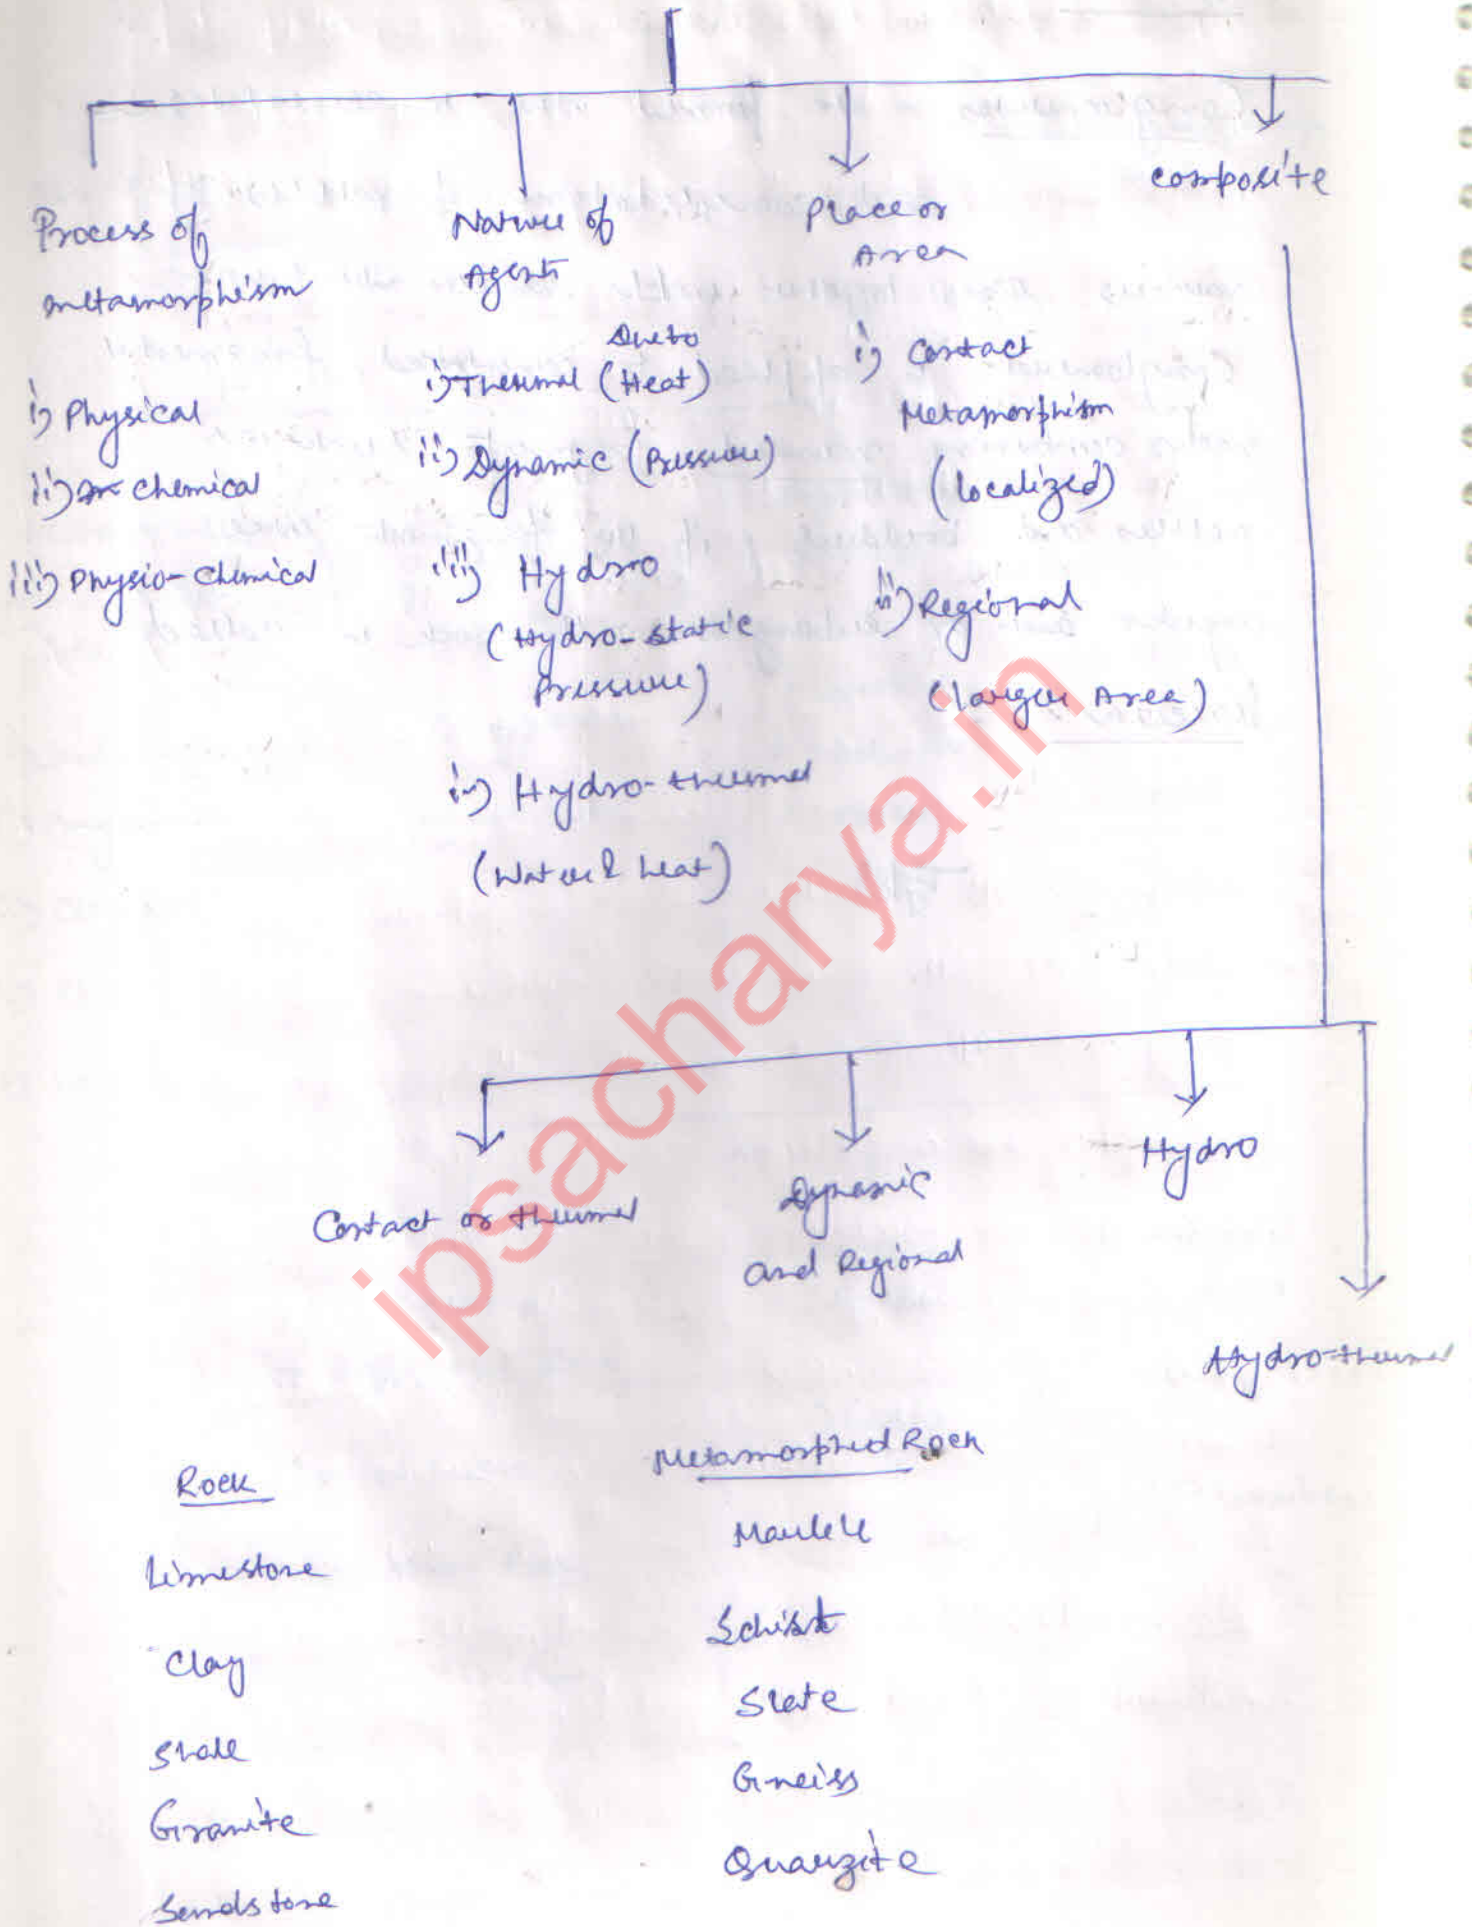 Process of
metamorphism
i) Physical
ii) chemical
iii) Physio-chemical
Nature of
Agents
Due to
i) Thermal (Heat)
ii) Dynamic (Pressure)
iii) Hydro
(Hydro-static
Pressure)
iv) Hydro-thermal
(Water & heat)
Place or
Area
i) Contact
Metamorphism
(localized)
ii) Regional
(larger Area)
composite
Contact or thermal
Dynamic
and Regional
Hydro
Hydro-thermal
Rock
Metamorphed Rock
Limestone
Marble
Clay
Schist
Shale
Slate
Granite
Gneiss
Sandstone
Quarzite
ipsacharya.in